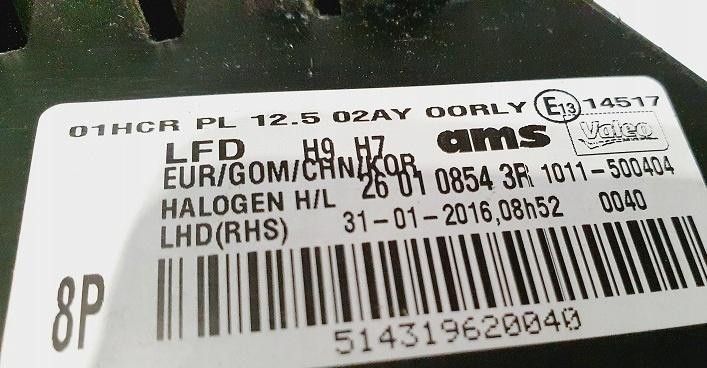 01HCR PL 12.5 02AY 00RLY E13 14517
LFD H9 H7 ams Valeo
EUR/GOM/CHN/KOR
26 01 0854 3R 1011-500404
HALOGEN H/L
31-01-2016,08h52 0040
LHD(RHS)
8P
514319620040